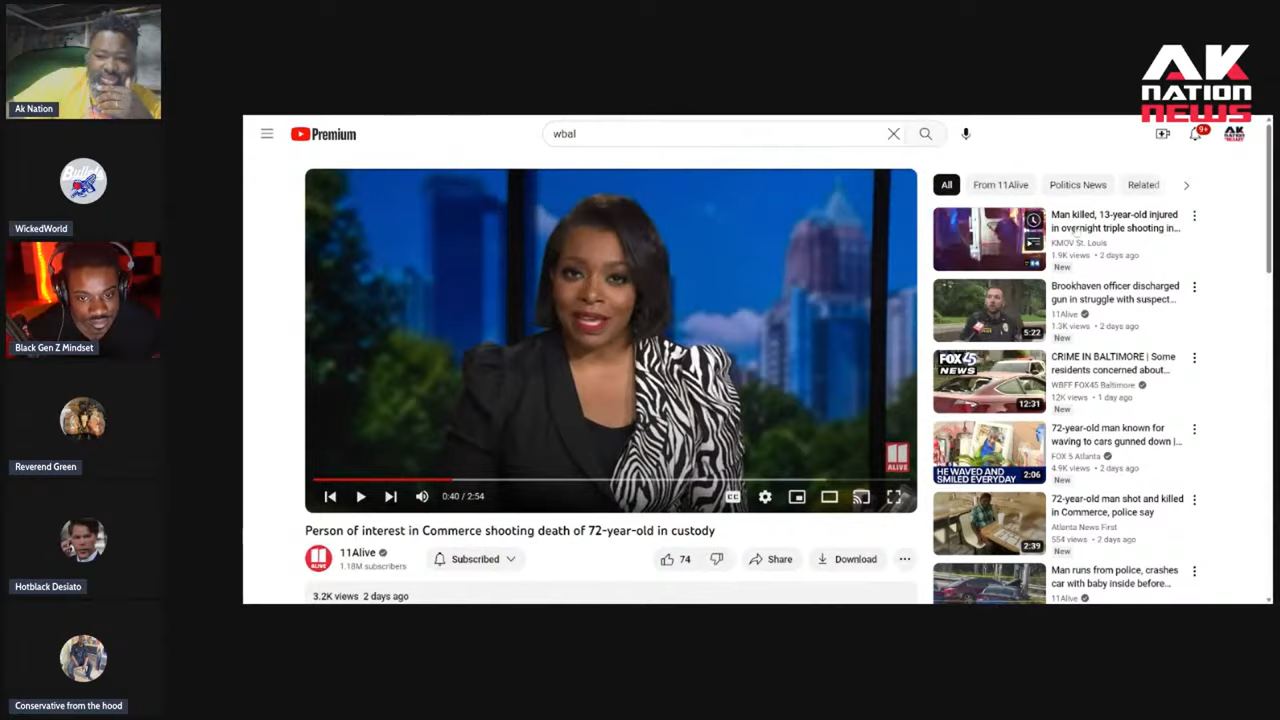 Ak Nation
WickedWorld
Black Gen Z Mindset
Reverend Green
Hotblack Desiato
Conservative from the hood
AK
NATION
NEWS
Premium
wbal
9+
11
ALIVE
0:40 / 2:54
CC
Person of interest in Commerce shooting death of 72-year-old in custody
11Alive
1.18M subscribers
Subscribed
74
Share
Download
3.2K views 2 days ago
All
From 11Alive
Politics News
Related
Man killed, 13-year-old injured
in overnight triple shooting in...
KMOV St. Louis
1.9K views • 2 days ago
New
Brookhaven officer discharged
gun in struggle with suspect...
11Alive
1.3K views • 2 days ago
New
5:22
CRIME IN BALTIMORE | Some
residents concerned about...
WBFF FOX45 Baltimore
12K views • 1 day ago
New
FOX 45
NEWS
12:31
72-year-old man known for
waving to cars gunned down |...
FOX 5 Atlanta
4.9K views • 2 days ago
New
HE WAVED AND
SMILED EVERYDAY
2:06
72-year-old man shot and killed
in Commerce, police say
Atlanta News First
554 views • 2 days ago
New
2:39
Man runs from police, crashes
car with baby inside before...
11Alive